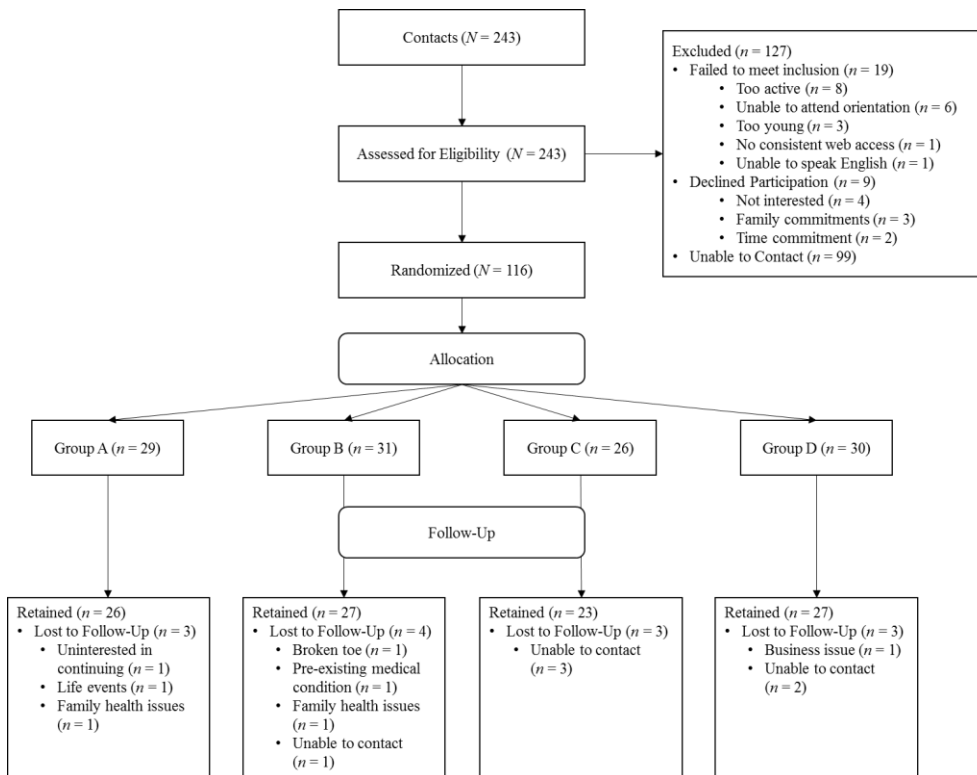 Contacts (N = 243)
Excluded (n = 127)
• Failed to meet inclusion (n = 19)
• Too active (n = 8)
• Unable to attend orientation (n = 6)
• Too young (n = 3)
• No consistent web access (n = 1)
• Unable to speak English (n = 1)
• Declined Participation (n = 9)
• Not interested (n = 4)
• Family commitments (n = 3)
• Time commitment (n = 2)
• Unable to Contact (n = 99)
Assessed for Eligibility (N = 243)
Randomized (N = 116)
Allocation
Group A (n = 29)
Group B (n = 31)
Group C (n = 26)
Group D (n = 30)
Follow-Up
Retained (n = 26)
• Lost to Follow-Up (n = 3)
• Uninterested in
continuing (n = 1)
• Life events (n = 1)
• Family health issues
(n = 1)
Retained (n = 27)
• Lost to Follow-Up (n = 4)
• Broken toe (n = 1)
• Pre-existing medical
condition (n = 1)
• Family health issues
(n = 1)
• Unable to contact
(n = 1)
Retained (n = 23)
• Lost to Follow-Up (n = 3)
• Unable to contact
(n = 3)
Retained (n = 27)
• Lost to Follow-Up (n = 3)
• Business issue (n = 1)
• Unable to contact
(n = 2)